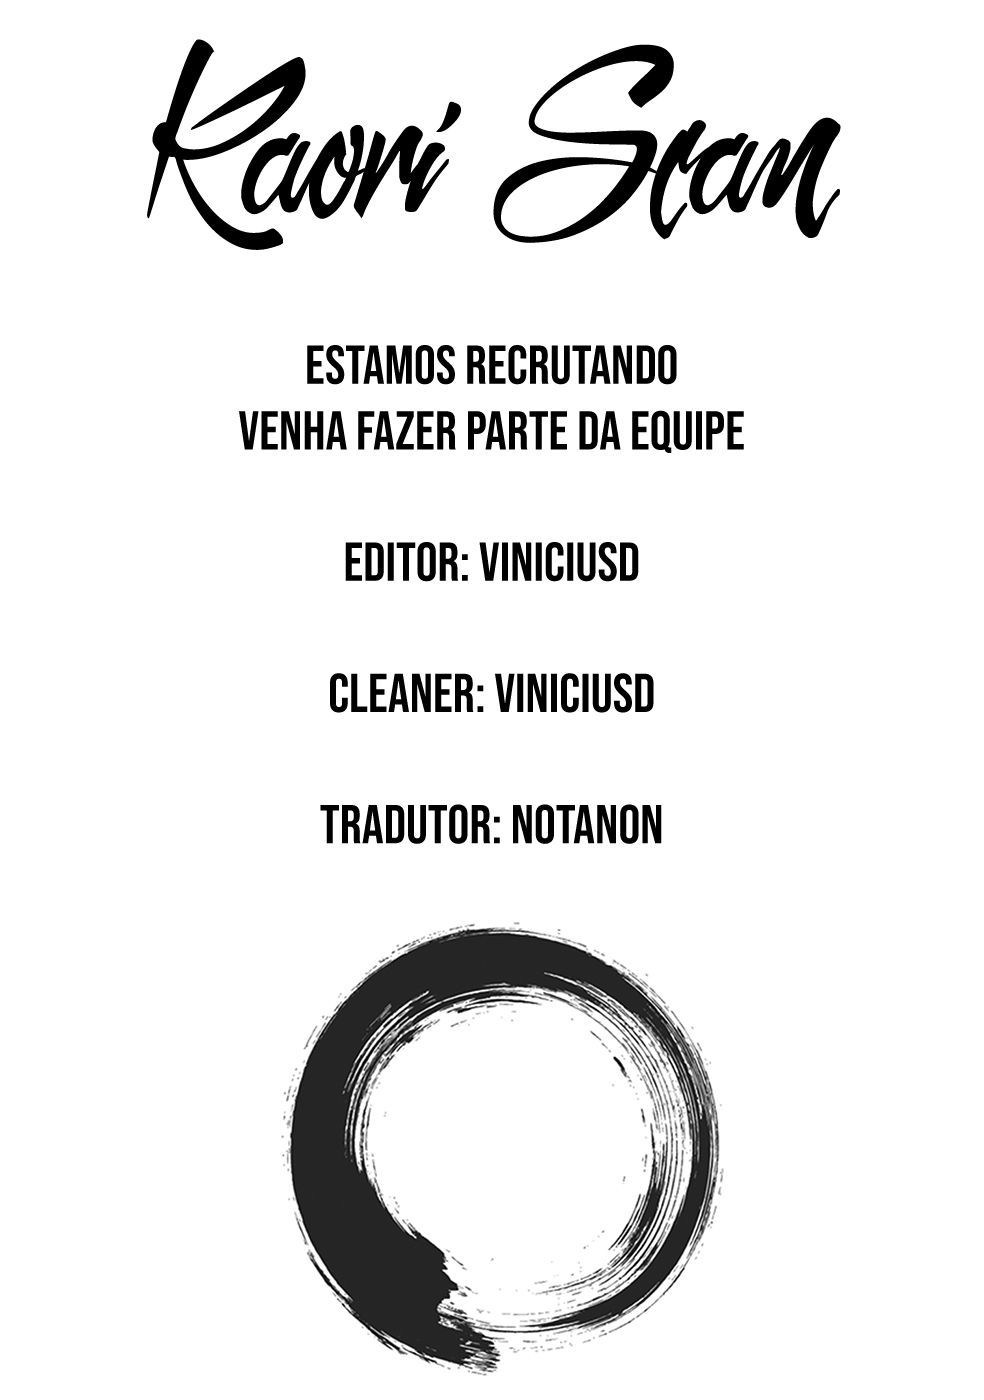 Kaori Scan
ESTAMOS RECRUTANDO
VENHA FAZER PARTE DA EQUIPE
EDITOR: VINICIUSD
CLEANER: VINICIUSD
TRADUTOR: NOTANON